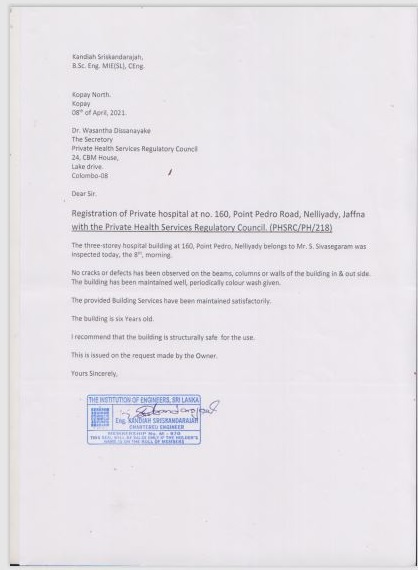 Kandiah Sriskandarajah,
B.Sc. Eng. MIE(SL), CEng.
Kopay North.
Kopay
08th of April, 2021.
Dr. Wasantha Dissanayake
The Secretary
Private Health Services Regulatory Council
24, CBM House,
Lake drive.
Colombo-08
Dear Sir.
Registration of Private hospital at no. 160, Point Pedro Road, Nelliyady, Jaffna
with the Private Health Services Regulatory Council. (PHSRC/PH/218)
The three-storey hospital building at 160, Point Pedro, Nelliyady belongs to Mr. S. Sivasegaram was
inspected today, the 8th, morning.
No cracks or defects has been observed on the beams, columns or walls of the building in & out side.
The building has been maintained well, periodically colour wash given.
The provided Building Services have been maintained satisfactorily.
The building is six Years old.
I recommend that the building is structurally safe for the use.
This is issued on the request made by the Owner.
Yours Sincerely,
THE INSTITUTION OF ENGINEERS, SRI LANKA
Eng. KANDIAH SRISKANDARAJAH
CHARTERED ENGINEER
MEMBERSHIP No.
THIS SEAL WILL BE VALID ONLY IF THE HOLDER'S
NAME IS ON THE ROLL OF MEMBERS